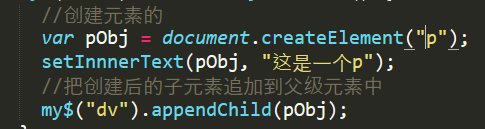 //创建元素的
var pObj = document.createElement("p");
setInnnerText(pObj, "这是一个p");
//把创建后的子元素追加到父级元素中
my$("dv").appendChild(pObj);